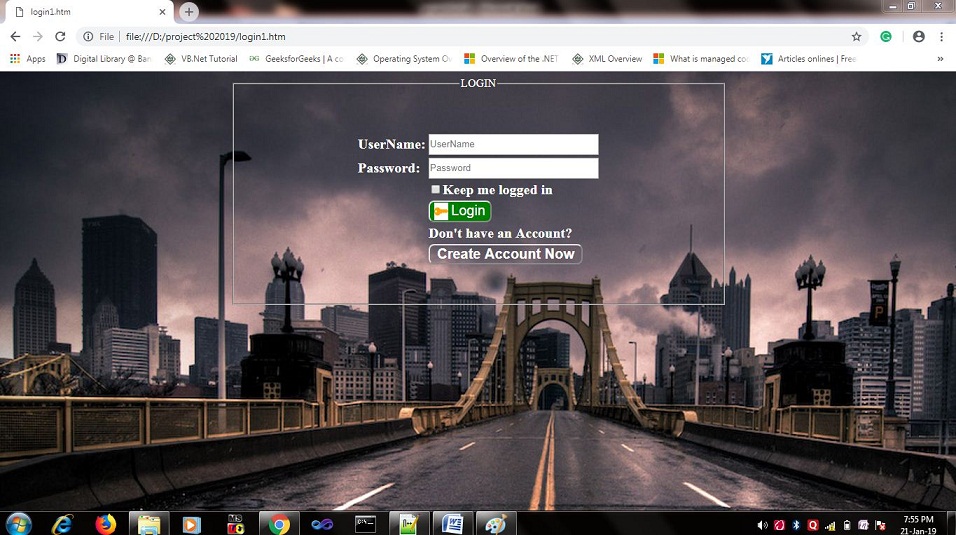 login1.htm
File file:///D:/project%202019/login1.htm
Apps Digital Library @ Ban VB.Net Tutorial GeeksforGeeks | A co Operating System Ov Overview of the .NET XML Overview What is managed coo Articles onlines | Free
LOGIN
UserName: UserName
Password: Password
Keep me logged in
Login
Don't have an Account?
Create Account Now
P
7:55 PM
21-Jan-19